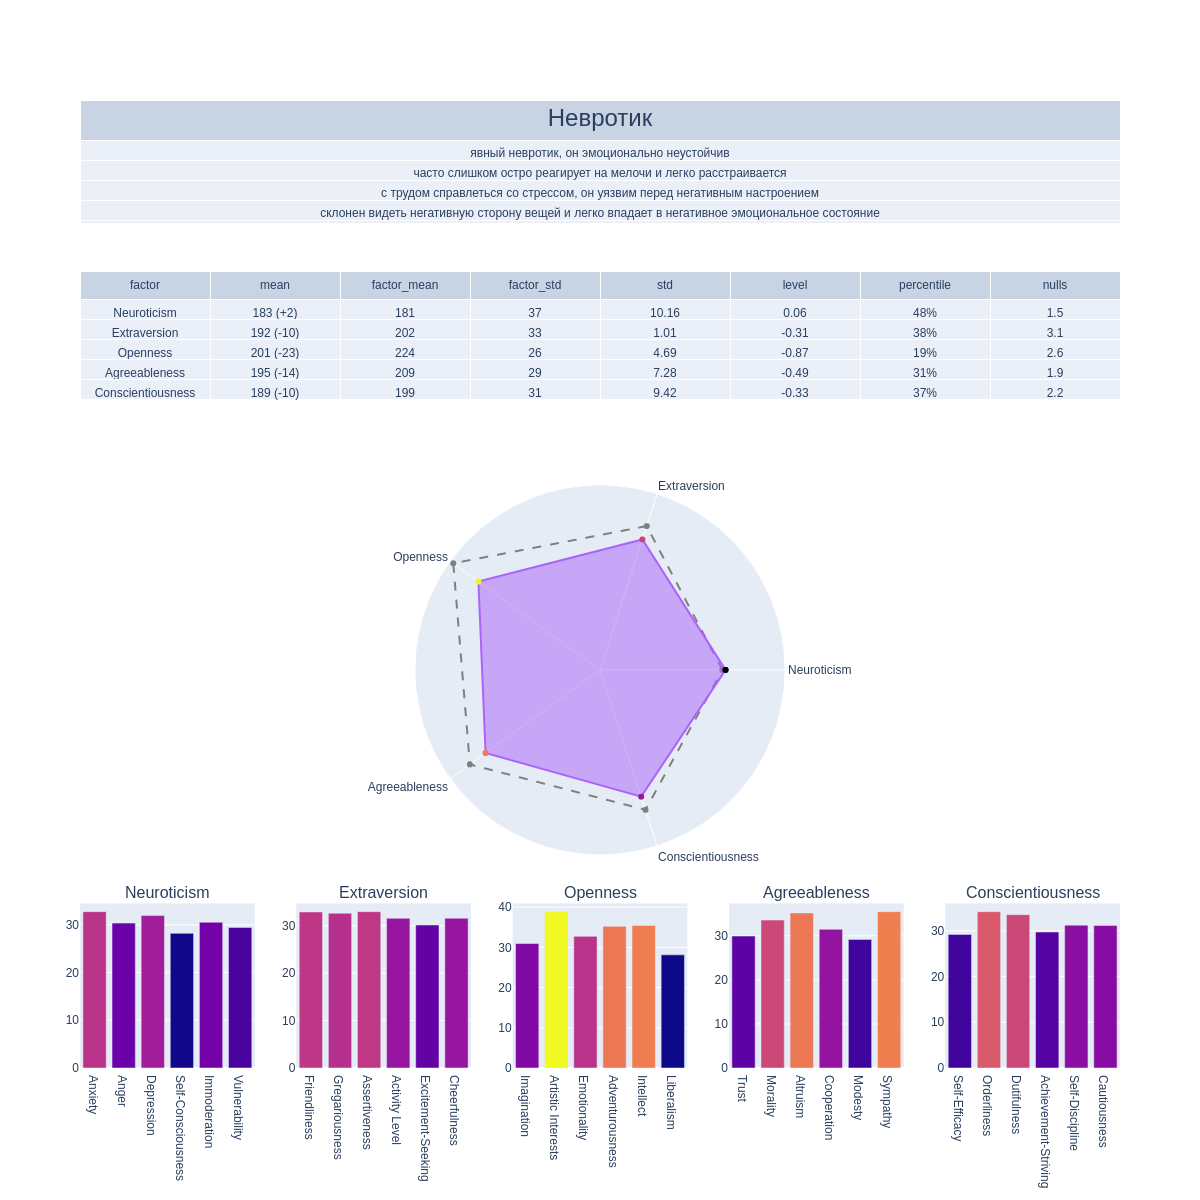 Невротик
явный невротик, он эмоционально неустойчив
часто слишком остро реагирует на мелочи и легко расстраивается
с трудом справлеться со стрессом, он уязвим перед негативным настроением
склонен видеть негативную сторону вещей и легко впадает в негативное эмоциональное состояние
factor mean factor_mean factor_std std level percentile nulls
Neuroticism 183 (+2) 181 37 10.16 0.06 48% 1.5
Extraversion 192 (-10) 202 33 1.01 -0.31 38% 3.1
Openness 201 (-23) 224 26 4.69 -0.87 19% 2.6
Agreeableness 195 (-14) 209 29 7.28 -0.49 31% 1.9
Conscientiousness 189 (-10) 199 31 9.42 -0.33 37% 2.2
Extraversion
Openness
Neuroticism
Agreeableness
Conscientiousness
Neuroticism
30
20
10
0
Anxiety
Anger
Depression
Self-Consciousness
Immoderation
Vulnerability
Extraversion
30
20
10
0
Friendliness
Gregariousness
Assertiveness
Activity Level
Excitement-Seeking
Cheerfulness
Openness
40
30
20
10
0
Imagination
Artistic Interests
Emotionality
Adventurousness
Intellect
Liberalism
Agreeableness
30
20
10
0
Trust
Morality
Altruism
Cooperation
Modesty
Sympathy
Conscientiousness
30
20
10
0
Self-Efficacy
Orderliness
Dutifulness
Achievement-Striving
Self-Discipline
Cautiousness